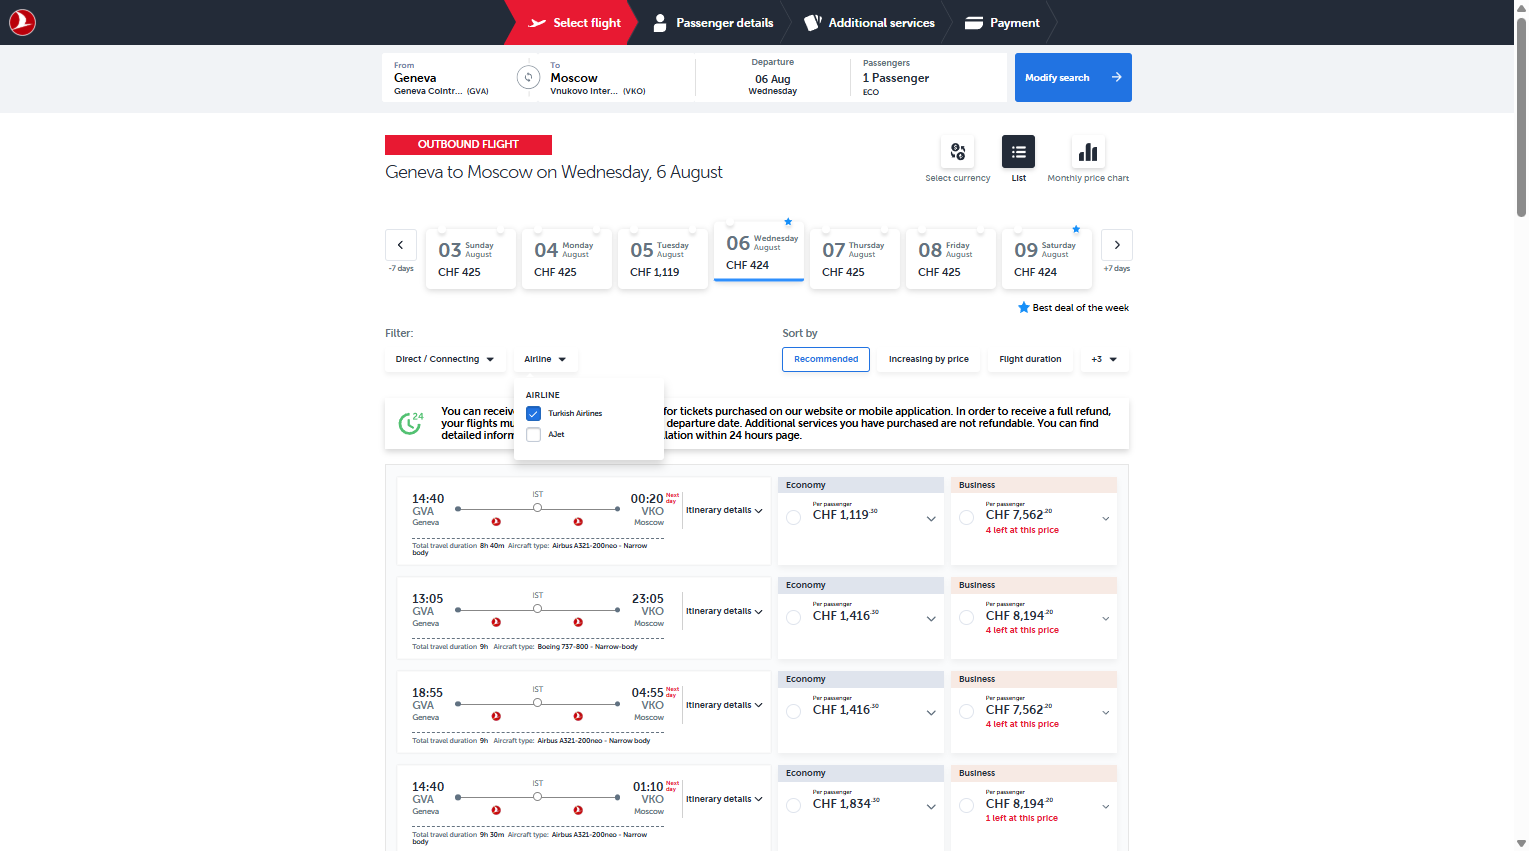 Select flight
Passenger details
Additional services
Payment
From
Geneva
Geneva Cointr... (GVA)
To
Moscow
Vnukovo Inter... (VKO)
Departure
06 Aug
Wednesday
Passengers
1 Passenger
ECO
Modify search
OUTBOUND FLIGHT
Geneva to Moscow on Wednesday, 6 August
Select currency
List
Monthly price chart
-7 days
03 Sunday August
CHF 425
04 Monday August
CHF 425
05 Tuesday August
CHF 1,119
06 Wednesday August
CHF 424
07 Thursday August
CHF 425
08 Friday August
CHF 425
09 Saturday August
CHF 424
+7 days
Best deal of the week
Filter:
Sort by
Direct / Connecting
Airline
Recommended
Increasing by price
Flight duration
+3
AIRLINE
Turkish Airlines
AJet
24
You can receiv for tickets purchased on our website or mobile application. In order to receive a full refund,
your flights mu departure date. Additional services you have purchased are not refundable. You can find
detailed inform lation within 24 hours page.
14:40
GVA
Geneva
IST
00:20 Next day
VKO
Moscow
Itinerary details
Total travel duration 8h 40m Aircraft type: Airbus A321-200neo - Narrow
body
Economy
Per passenger
CHF 1,119.30
Business
Per passenger
CHF 7,562.20
4 left at this price
13:05
GVA
Geneva
IST
23:05
VKO
Moscow
Itinerary details
Total travel duration 9h Aircraft type: Boeing 737-800 - Narrow-body
Economy
Per passenger
CHF 1,416.30
Business
Per passenger
CHF 8,194.20
4 left at this price
18:55
GVA
Geneva
IST
04:55 Next day
VKO
Moscow
Itinerary details
Total travel duration 9h Aircraft type: Airbus A321-200neo - Narrow body
Economy
Per passenger
CHF 1,416.30
Business
Per passenger
CHF 7,562.20
4 left at this price
14:40
GVA
Geneva
IST
01:10 Next day
VKO
Moscow
Itinerary details
Total travel duration 9h 30m Aircraft type: Airbus A321-200neo - Narrow
body
Economy
Per passenger
CHF 1,834.30
Business
Per passenger
CHF 8,194.20
1 left at this price